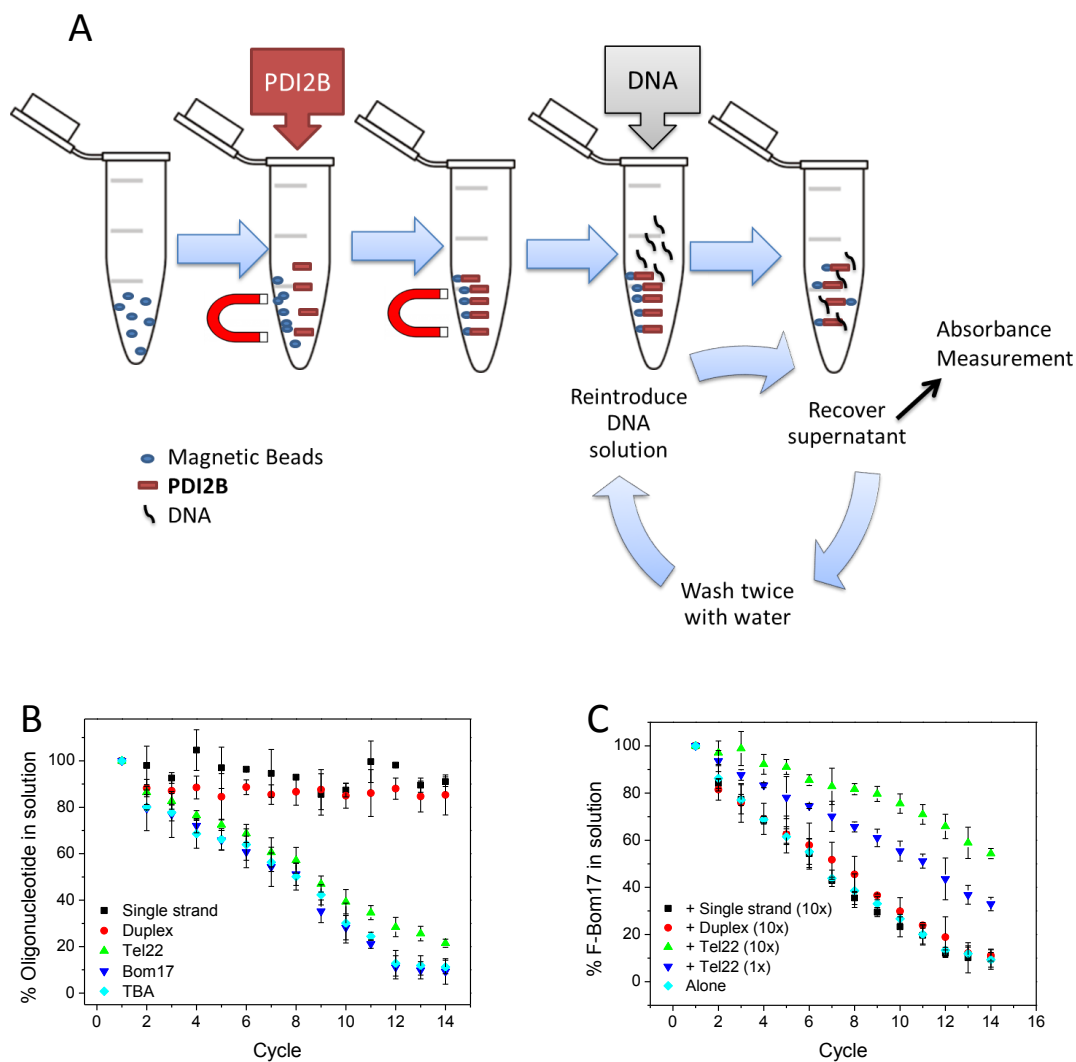 A
PDI2B
DNA
Magnetic Beads
PDI2B
DNA
Reintroduce
DNA
solution
Recover
supernatant
Absorbance
Measurement
Wash twice
with water
B
% Oligonucleotide in solution
100
80
60
40
20
0
Single strand
Duplex
Tel22
Bom17
TBA
0 2 4 6 8 10 12 14
Cycle
C
% F-Bom17 in solution
100
80
60
40
20
0
+ Single strand (10x)
+ Duplex (10x)
+ Tel22 (10x)
+ Tel22 (1x)
Alone
0 2 4 6 8 10 12 14 16
Cycle